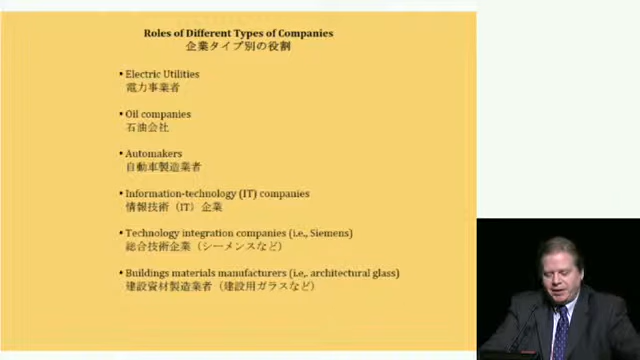 Roles of Different Types of Companies
企業タイプ別の役割
• Electric Utilities
電力事業者
• Oil companies
石油会社
• Automakers
自動車製造業者
• Information-technology (IT) companies
情報技術（IT）企業
• Technology integration companies (i.e., Siemens)
総合技術企業（シーメンスなど）
• Buildings materials manufacturers (i.e,. architectural glass)
建設資材製造業者（建設用ガラスなど）